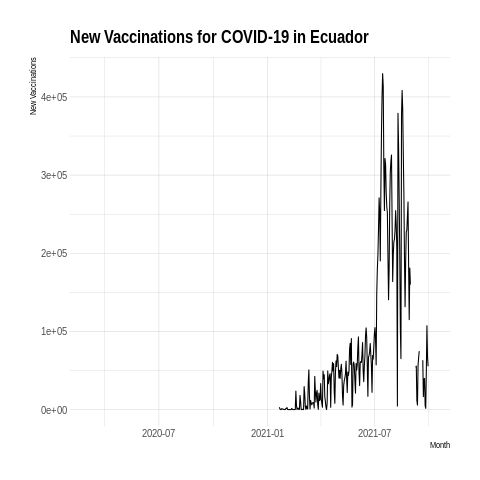 New Vaccinations for COVID-19 in Ecuador
New Vaccinations
4e+05
3e+05
2e+05
1e+05
0e+00
2020-07
2021-01
2021-07
Month